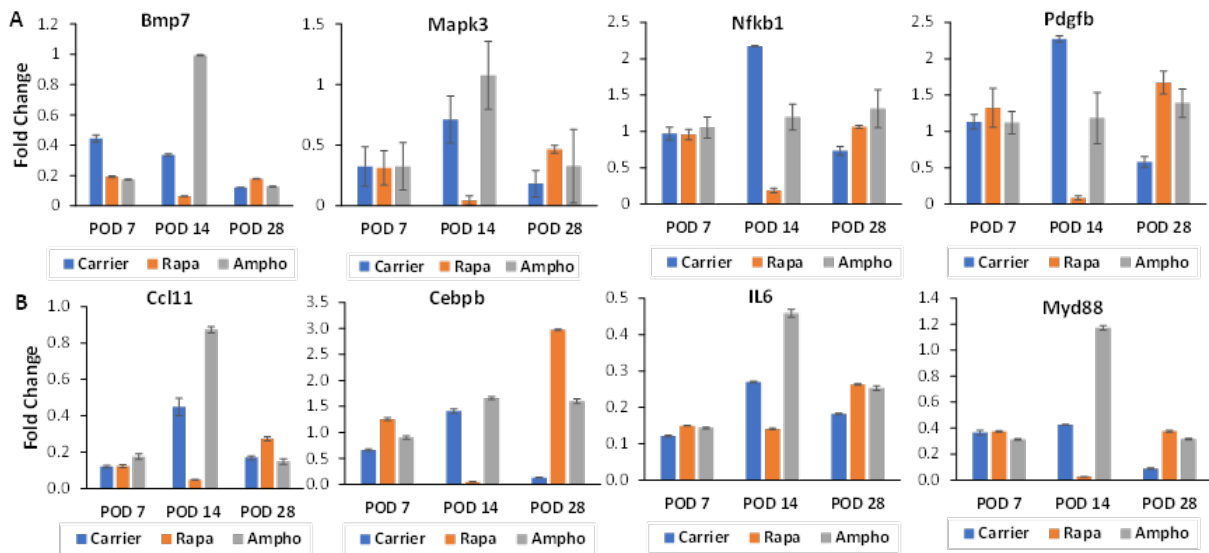 A
Bmp7
Mapk3
Nfkb1
Pdgfb
Fold Change
1.2
1
0.8
0.6
0.4
0.2
0
POD 7 POD 14 POD 28
Carrier Rapa Ampho
1.5
1
0.5
0
POD 7 POD 14 POD 28
Carrier Rapa Ampho
2.5
2
1.5
1
0.5
0
POD 7 POD 14 POD 28
Carrier Rapa Ampho
2.5
2
1.5
1
0.5
0
POD 7 POD 14 POD 28
Carrier Rapa Ampho
B
Ccl11
Cebpb
IL6
Myd88
Fold Change
1.0
0.8
0.6
0.4
0.2
0.0
POD 7 POD 14 POD 28
Carrier Rapa Ampho
3.5
3.0
2.5
2.0
1.5
1.0
0.5
0.0
POD 7 POD 14 POD 28
Carrier Rapa Ampho
0.5
0.4
0.3
0.2
0.1
0.0
POD 7 POD 14 POD 28
Carrier Rapa Ampho
1.4
1.2
1.0
0.8
0.6
0.4
0.2
0.0
POD 7 POD 14 POD 28
Carrier Rapa Ampho